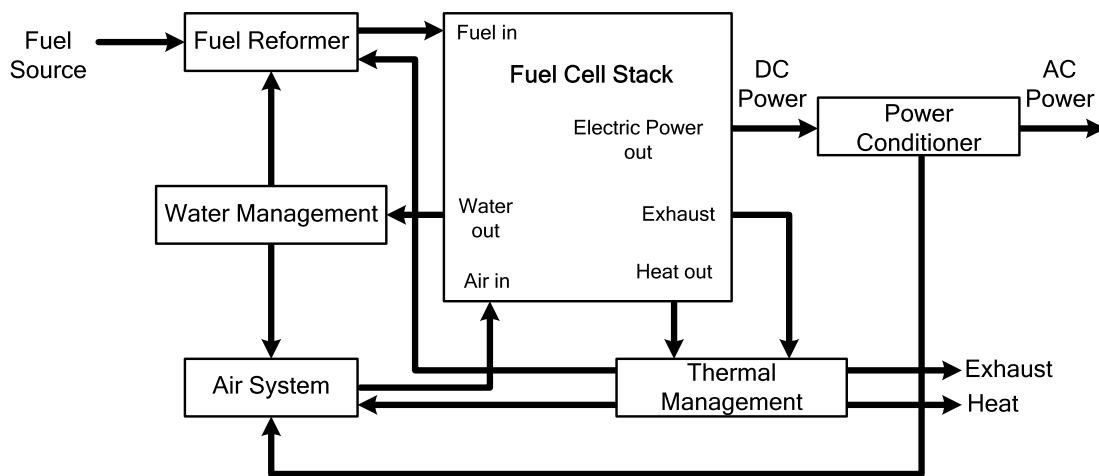 Fuel
Source
Fuel Reformer
Fuel in
Fuel Cell Stack
DC
Power
AC
Power
Electric Power
out
Power
Conditioner
Water Management
Water
out
Exhaust
Heat out
Air in
Air System
Thermal
Management
Exhaust
Heat